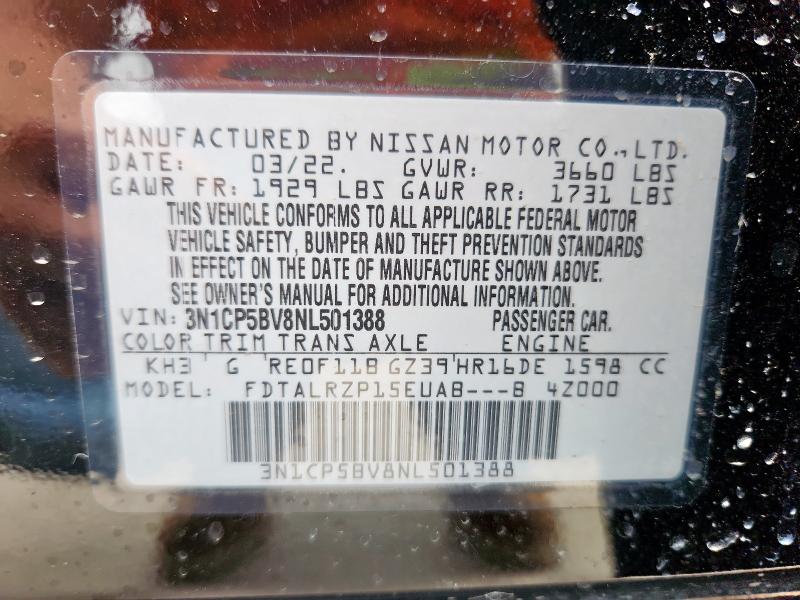 MANUFACTURED BY NISSAN MOTOR CO., LTD.
DATE: 03/22. GVWR: 3660 LBS
GAWR FR: 1929 LBS GAWR RR: 1731 LBS
THIS VEHICLE CONFORMS TO ALL APPLICABLE FEDERAL MOTOR
VEHICLE SAFETY, BUMPER AND THEFT PREVENTION STANDARDS
IN EFFECT ON THE DATE OF MANUFACTURE SHOWN ABOVE.
SEE OWNER'S MANUAL FOR ADDITIONAL INFORMATION.
VIN: 3N1CP5BV8NL501388 PASSENGER CAR.
COLOR TRIM TRANS AXLE ENGINE
KH3 ' G 'RE0F11B GZ39'HR16DE 1598 CC
MODEL: FDTALRZP15EUAB---B 4Z000
3N1CP5BV8NL501388